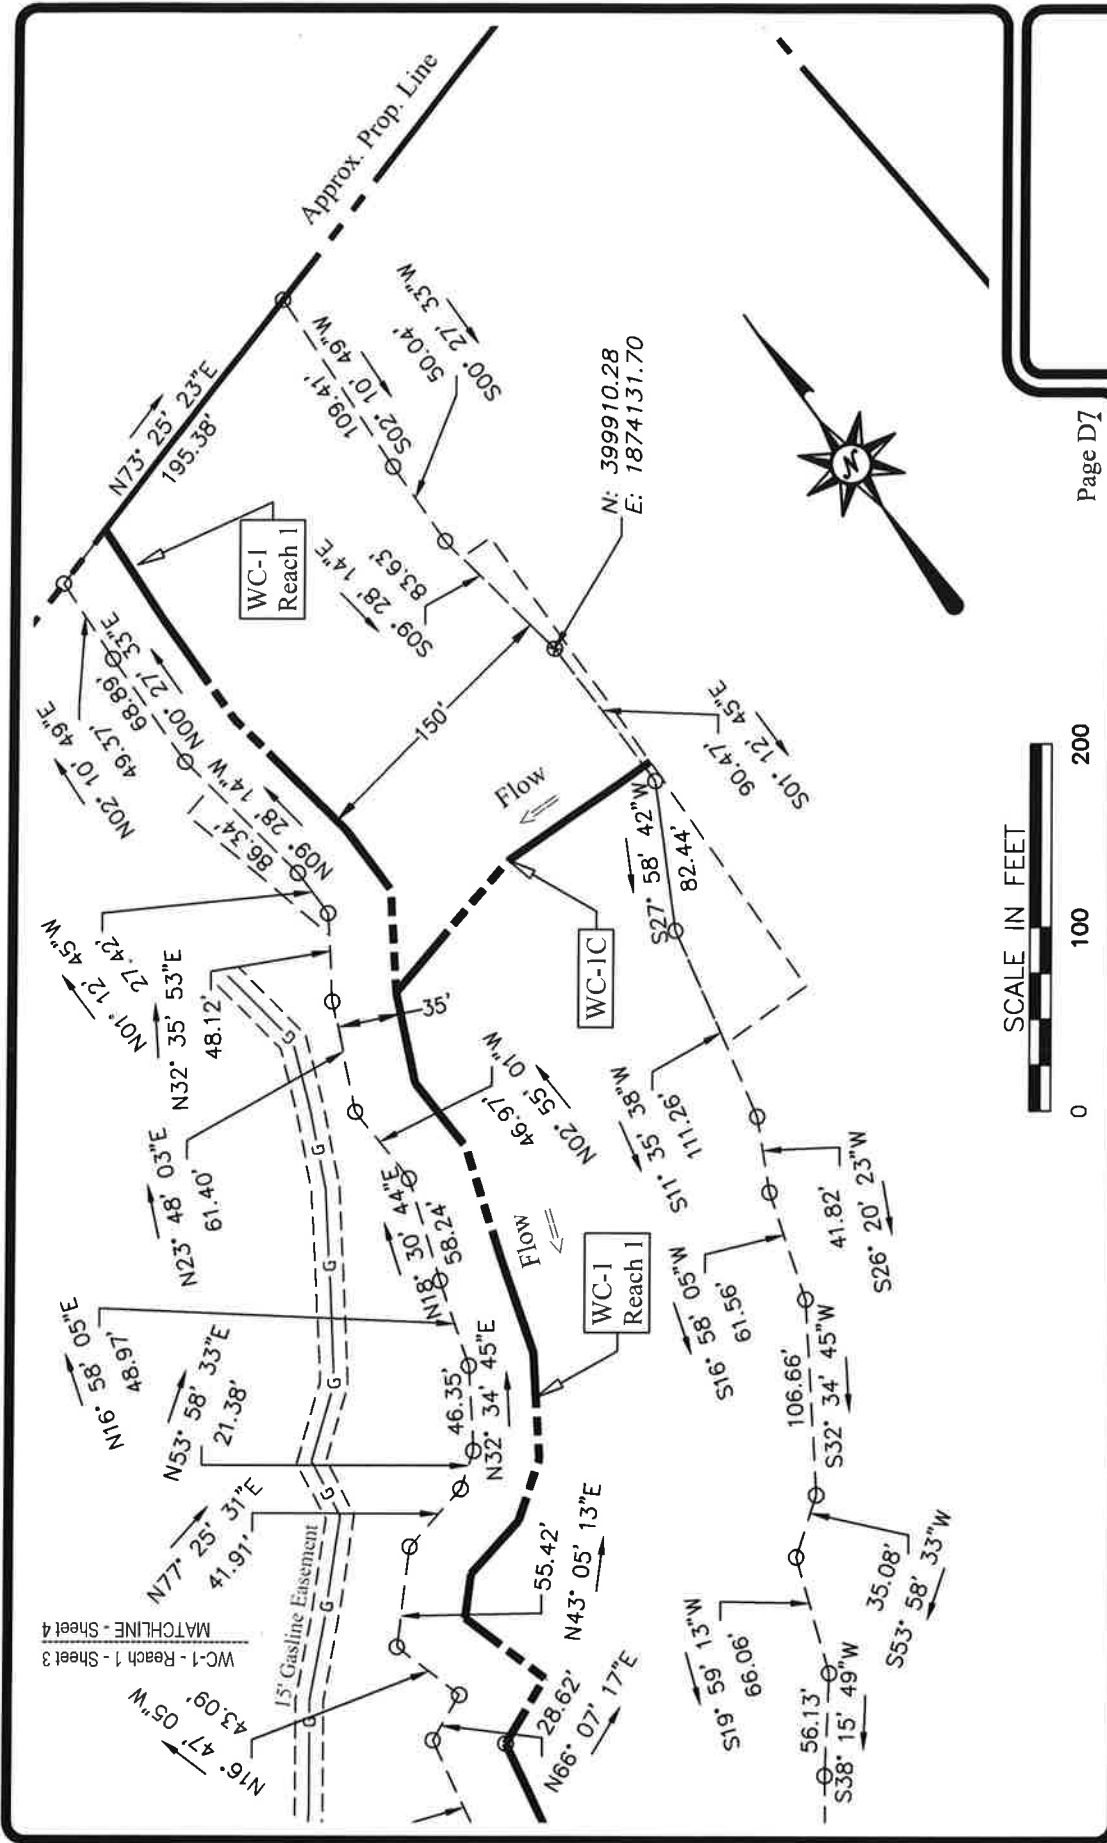 Approx. Prop. Line
N73° 25' 23"E
195.38'
WC-1
Reach 1
109.41'
S02° 10' 49"W
50.04'
S00° 27' 33"W
S09° 28' 14"E
83.63'
N: 399910.28
E: 1874131.70
N02° 10' 49"E
49.37'
68.89'
N00° 27' 33"E
86.34'
N09° 28' 14"W
N01° 12' 45"W
27.42'
N32° 35' 53"E
48.12'
150'
Flow
90.47'
S01° 12' 45"E
S27° 58' 42"W
82.44'
WC-1C
35'
N23° 48' 03"E
61.40'
46.97'
N02° 55' 01"W
S11° 35' 38"W
111.26'
N18° 30' 44"E
58.24'
Flow
WC-1
Reach 1
41.82'
S26° 20' 23"W
S16° 58' 05"W
61.56'
N16° 58' 05"E
48.97'
N53° 58' 33"E
21.38'
46.35'
N32° 34' 45"E
106.66'
S32° 34' 45"W
N77° 25' 31"E
41.91'
15' Gasline Easement
G
G
G
G
G
G
G
55.42'
N43° 05' 13"E
35.08'
S53° 58' 33"W
S19° 59' 13"W
66.06'
WC-1 - Reach 1 - Sheet 3
MATCHLINE - Sheet 4
N16° 47' 05"W
43.09'
28.62'
N66° 07' 17"E
56.13'
S38° 15' 49"W
N
SCALE IN FEET
0 100 200
Page D7